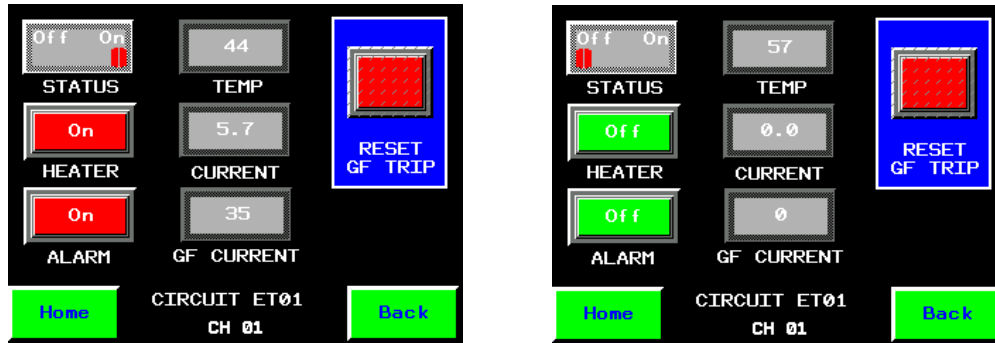 Off On
44
STATUS
TEMP
On
5.7
HEATER
CURRENT
RESET
GF TRIP
On
35
ALARM
GF CURRENT
Home
CIRCUIT ET01
CH 01
Back
Off On
57
STATUS
TEMP
Off
0.0
HEATER
CURRENT
RESET
GF TRIP
Off
0
ALARM
GF CURRENT
Home
CIRCUIT ET01
CH 01
Back